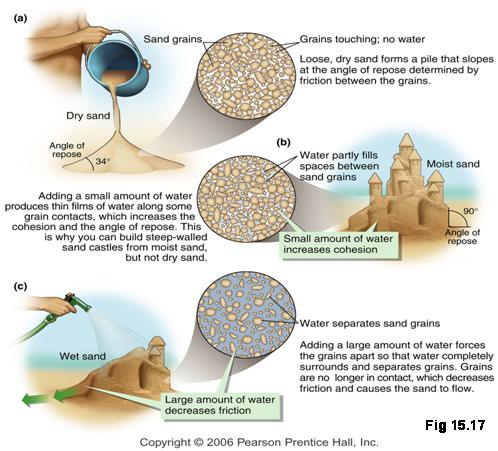 (a)
Sand grains
Grains touching; no water
Loose, dry sand forms a pile that slopes
at the angle of repose determined by
friction between the grains.
Dry sand
Angle of
repose
34°
(b)
Water partly fills
spaces between
sand grains
Moist sand
Adding a small amount of water
produces thin films of water along some
grain contacts, which increases the
cohesion and the angle of repose. This
is why you can build steep-walled
sand castles from moist sand,
but not dry sand.
90°
Angle of
repose
Small amount of water
increases cohesion
(c)
Wet sand
Water separates sand grains
Adding a large amount of water forces
the grains apart so that water completely
surrounds and separates grains. Grains
are no longer in contact, which decreases
friction and causes the sand to flow.
Large amount of water
decreases friction
Fig 15.17
Copyright © 2006 Pearson Prentice Hall, Inc.